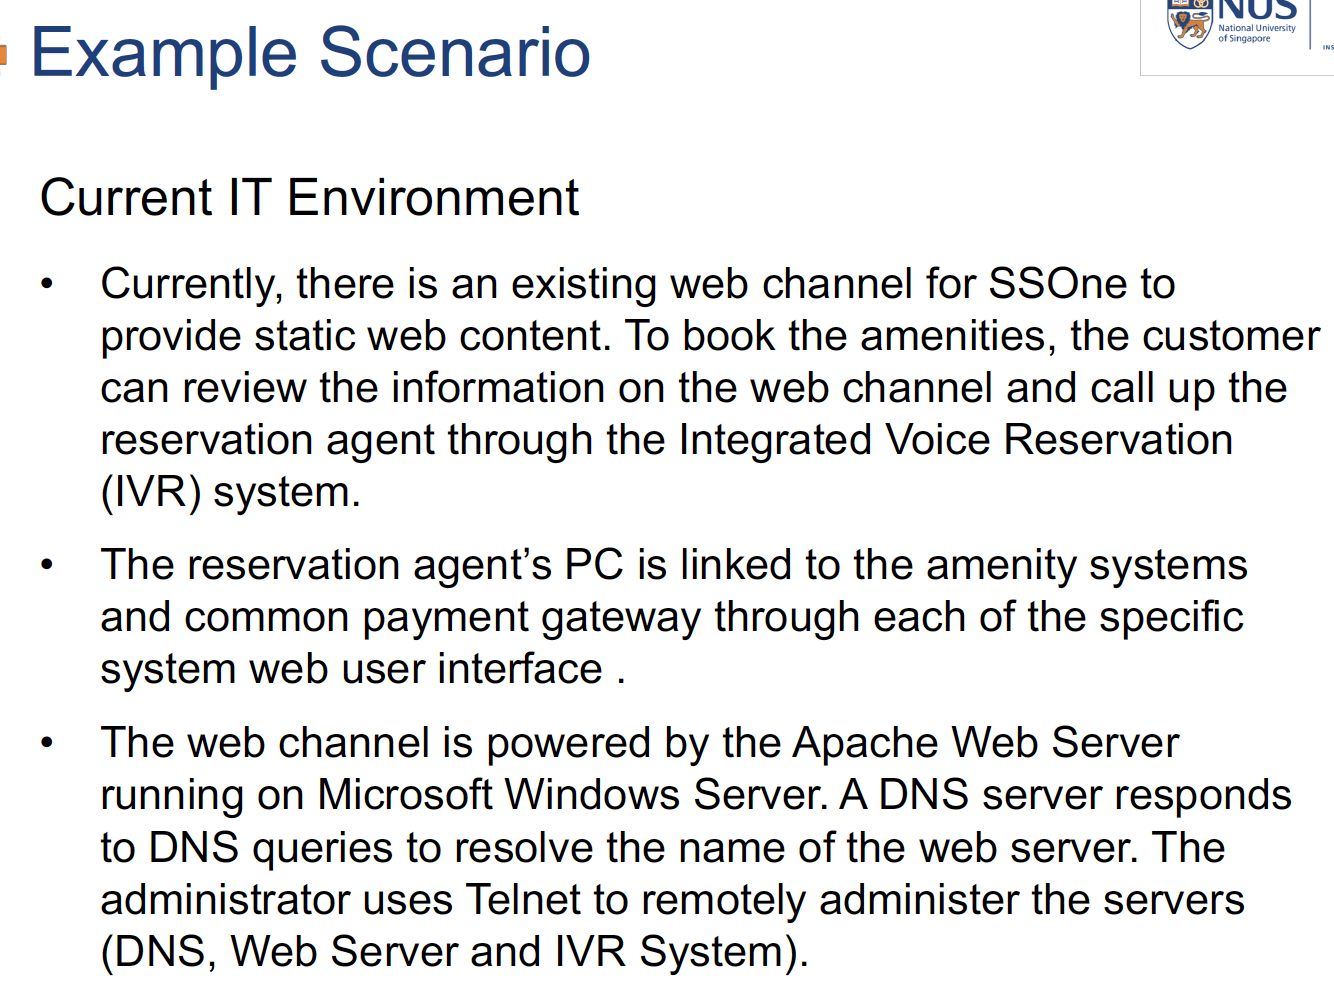 Example Scenario
NUS
National University
of Singapore
INS
Current IT Environment
• Currently, there is an existing web channel for SSOne to
provide static web content. To book the amenities, the customer
can review the information on the web channel and call up the
reservation agent through the Integrated Voice Reservation
(IVR) system.
• The reservation agent’s PC is linked to the amenity systems
and common payment gateway through each of the specific
system web user interface .
• The web channel is powered by the Apache Web Server
running on Microsoft Windows Server. A DNS server responds
to DNS queries to resolve the name of the web server. The
administrator uses Telnet to remotely administer the servers
(DNS, Web Server and IVR System).